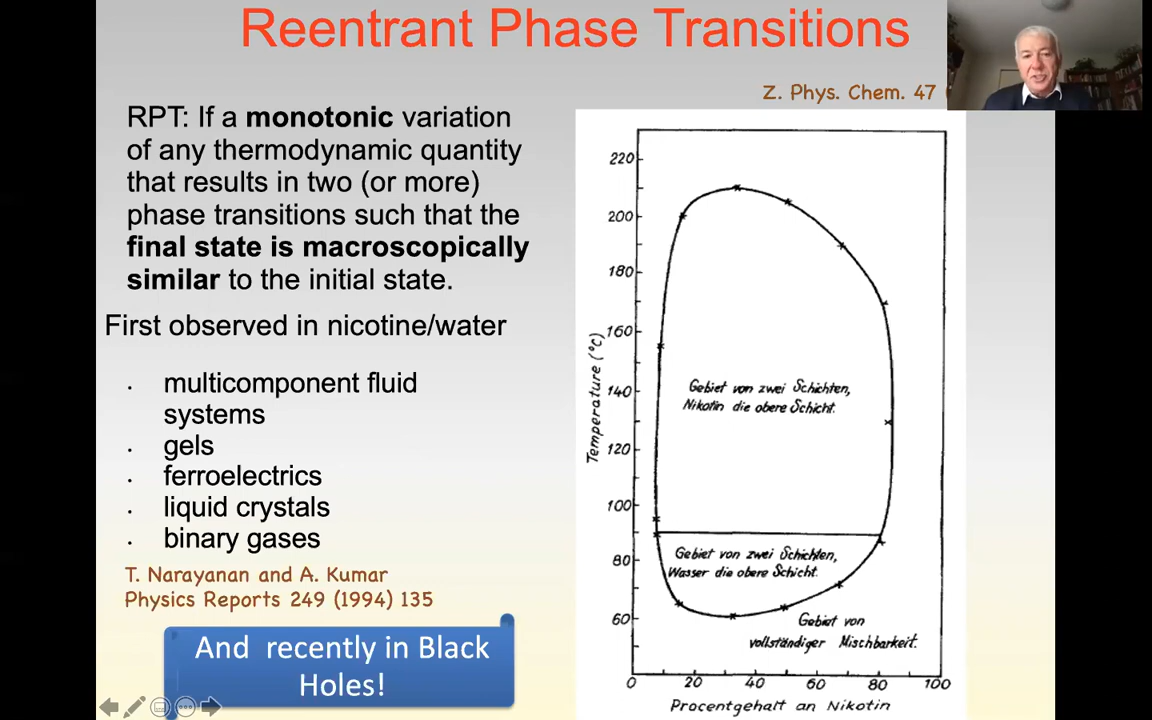 Reentrant Phase Transitions
Z. Phys. Chem. 47
RPT: If a monotonic variation
of any thermodynamic quantity
that results in two (or more)
phase transitions such that the
final state is macroscopically
similar to the initial state.
First observed in nicotine/water
· multicomponent fluid
systems
· gels
· ferroelectrics
· liquid crystals
· binary gases
T. Narayanan and A. Kumar
Physics Reports 249 (1994) 135
And recently in Black
Holes!
Temperature (°C)
220
200
180
160
140
120
100
80
60
Gebiet von zwei Schichten,
Nikotin die obere Schicht.
Gebiet von zwei Schichten,
Wasser die obere Schicht.
Gebiet von
vollständiger Mischbarkeit.
0 20 40 60 80 100
Procentgehalt an Nikotin